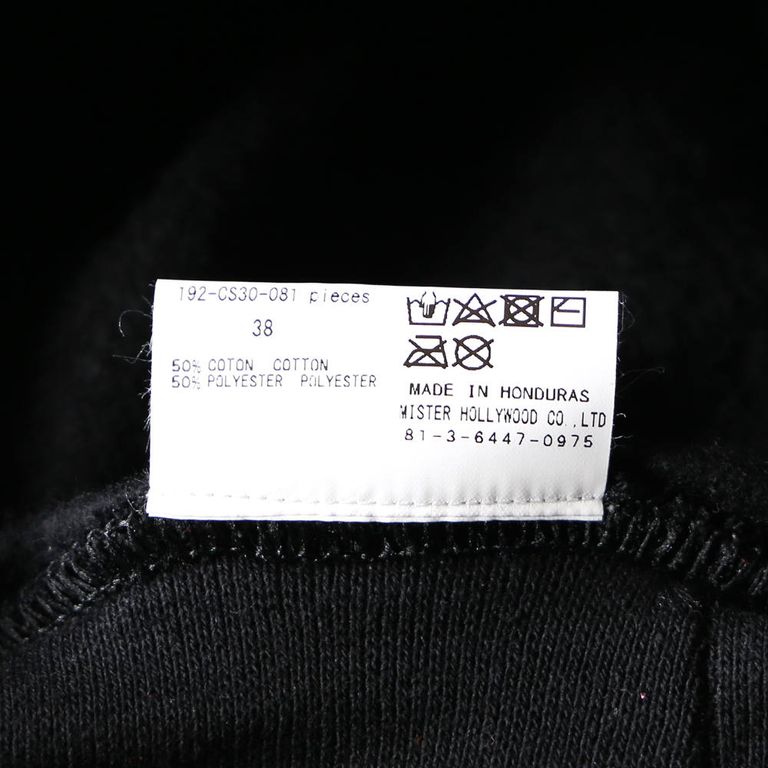 192-CS30-081 pieces
38
50% COTON COTTON
50% POLYESTER POLYESTER
MADE IN HONDURAS
MISTER HOLLYWOOD CO.,LTD
81-3-6447-0975